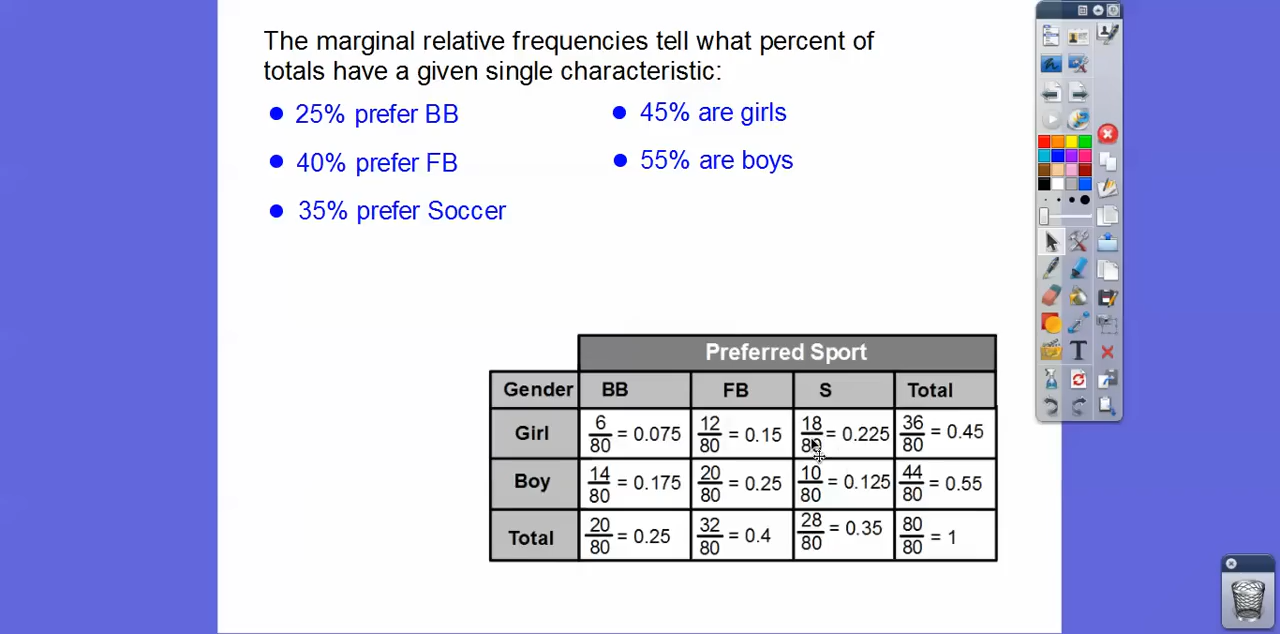 The marginal relative frequencies tell what percent of
totals have a given single characteristic:
● 25% prefer BB ● 45% are girls
● 40% prefer FB ● 55% are boys
● 35% prefer Soccer
Preferred Sport
Gender BB FB S Total
Girl 6/80 = 0.075 12/80 = 0.15 18/80 = 0.225 36/80 = 0.45
Boy 14/80 = 0.175 20/80 = 0.25 10/80 = 0.125 44/80 = 0.55
Total 20/80 = 0.25 32/80 = 0.4 28/80 = 0.35 80/80 = 1
T